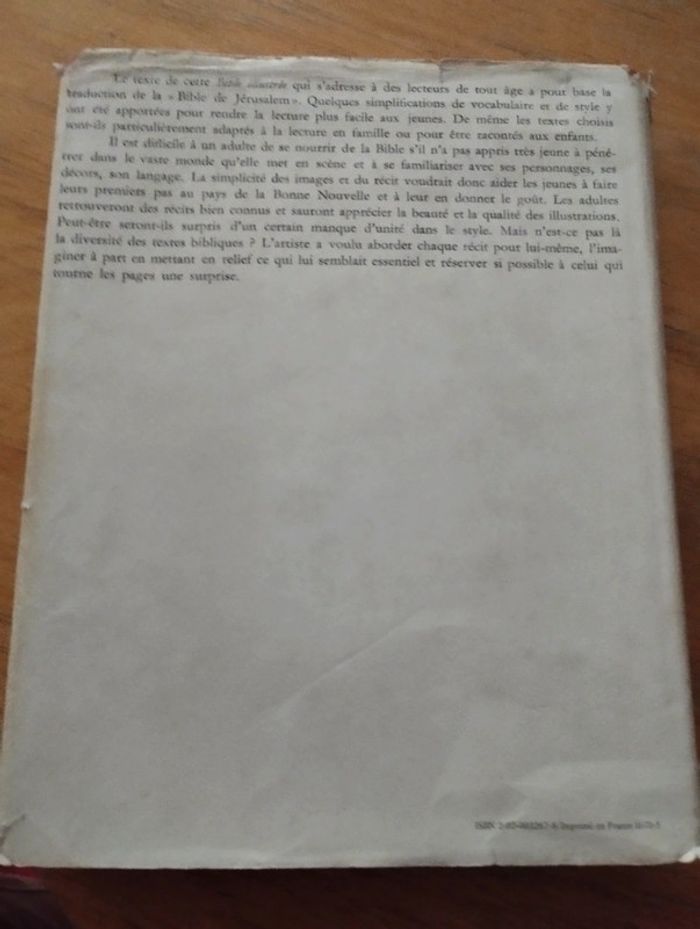 Le texte de cette Bible illustrée qui s'adresse à des lecteurs de tout âge a pour base la
traduction de la « Bible de Jérusalem ». Quelques simplifications de vocabulaire et de style y
ont été apportées pour rendre la lecture plus facile aux jeunes. De même les textes choisis
sont-ils particulièrement adaptés à la lecture en famille ou pour être racontés aux enfants.
Il est difficile à un adulte de se nourrir de la Bible s'il n'a pas appris très jeune à péné-
trer dans le vaste monde qu'elle met en scène et à se familiariser avec ses personnages, ses
décors, son langage. La simplicité des images et du récit voudrait donc aider les jeunes à faire
leurs premiers pas au pays de la Bonne Nouvelle et à leur en donner le goût. Les adultes
retrouveront des récits bien connus et sauront apprécier la beauté et la qualité des illustrations.
Peut-être seront-ils surpris d'un certain manque d'unité dans le style. Mais n'est-ce pas là
la diversité des textes bibliques ? L'artiste a voulu aborder chaque récit pour lui-même, l'ima-
giner à part en mettant en relief ce qui lui semblait essentiel et réserver si possible à celui qui
tourne les pages une surprise.
ISBN Imprimé en France